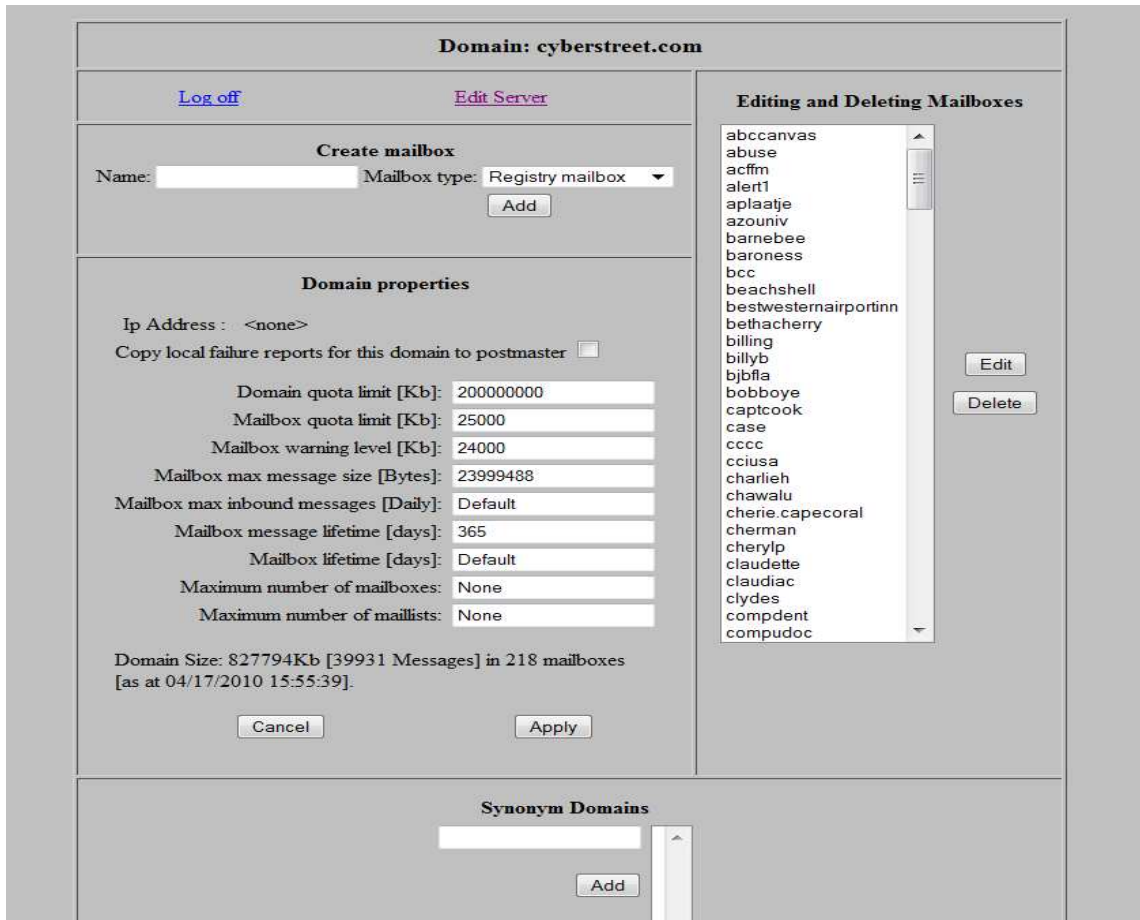 Domain: cyberstreet.com
Log off
Edit Server
Create mailbox
Name:
Mailbox type: Registry mailbox
Add
Domain properties
Ip Address : <none>
Copy local failure reports for this domain to postmaster
Domain quota limit [Kb]: 200000000
Mailbox quota limit [Kb]: 25000
Mailbox warning level [Kb]: 24000
Mailbox max message size [Bytes]: 23999488
Mailbox max inbound messages [Daily]: Default
Mailbox message lifetime [days]: 365
Mailbox lifetime [days]: Default
Maximum number of mailboxes: None
Maximum number of maillists: None
Domain Size: 827794Kb [39931 Messages] in 218 mailboxes
[as at 04/17/2010 15:55:39].
Cancel
Apply
Editing and Deleting Mailboxes
abccanvas
abuse
acffm
alert1
aplaatje
azouniv
barnebee
baroness
bcc
beachshell
bestwesternairportinn
bethacherry
billing
billyb
bjbfla
bobboye
captcook
case
cccc
cciusa
charlieh
chawalu
cherie.capecoral
cherman
cherylp
claudette
claudiac
clydes
compdent
compudoc
Edit
Delete
Synonym Domains
Add